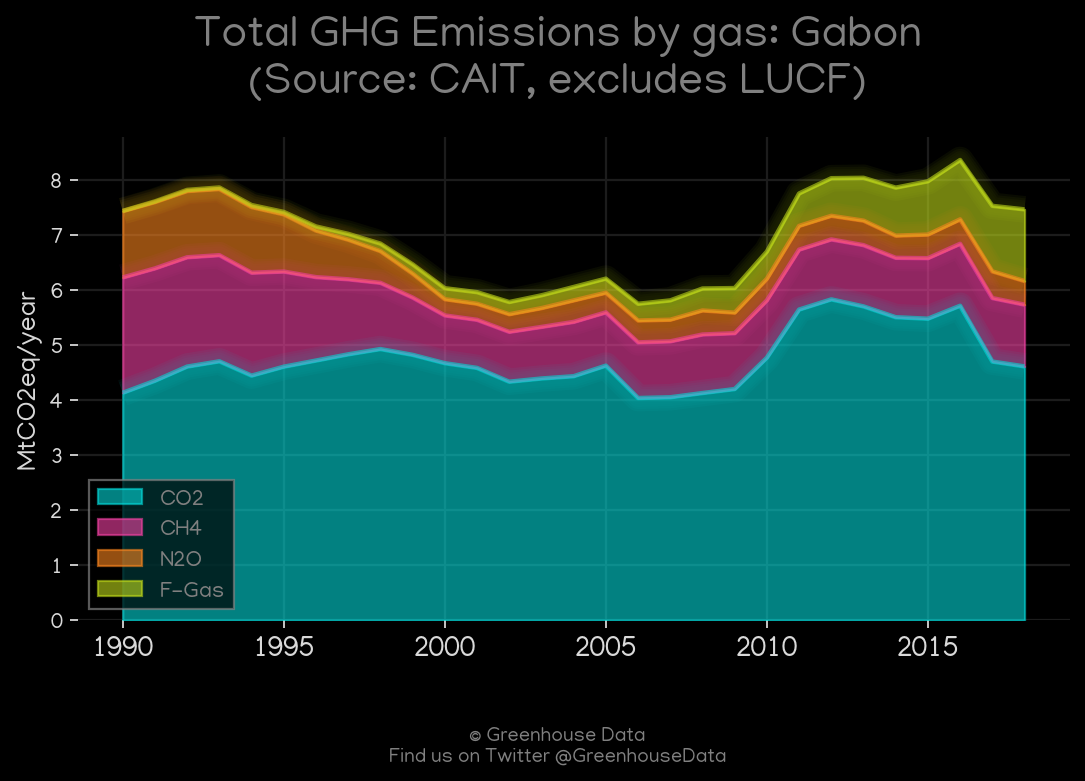 Total GHG Emissions by gas: Gabon
(Source: CAIT, excludes LUCF)
MtCO2eq/year
8
7
6
5
4
3
2
1
0
CO2
CH4
N2O
F-Gas
1990 1995 2000 2005 2010 2015
© Greenhouse Data
Find us on Twitter @GreenhouseData